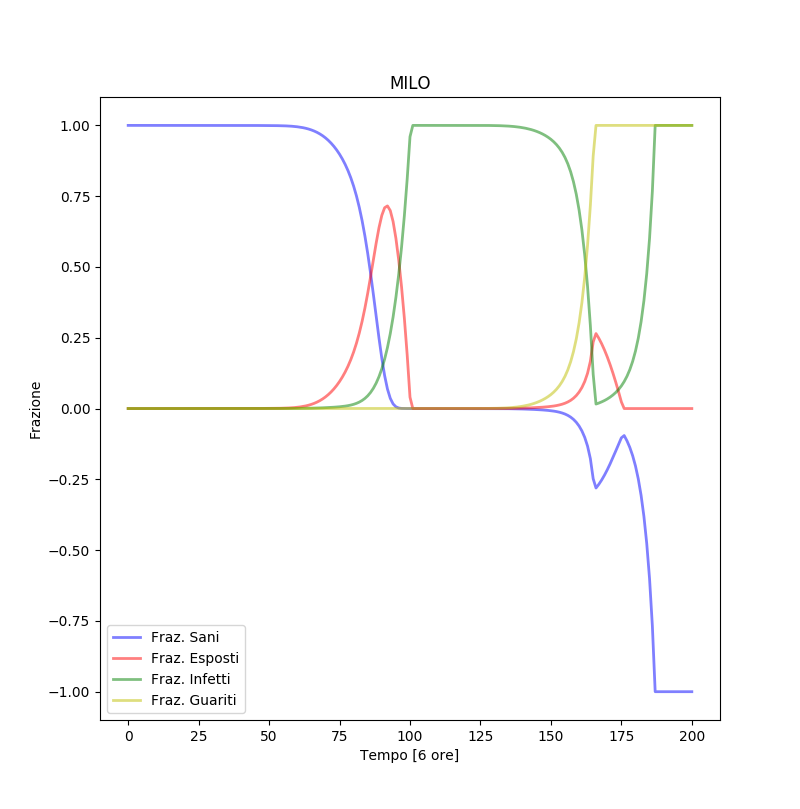 MILO
1.00
0.75
0.50
0.25
0.00
−0.25
−0.50
−0.75
−1.00
Frazione
Fraz. Sani
Fraz. Esposti
Fraz. Infetti
Fraz. Guariti
0 25 50 75 100 125 150 175 200
Tempo [6 ore]